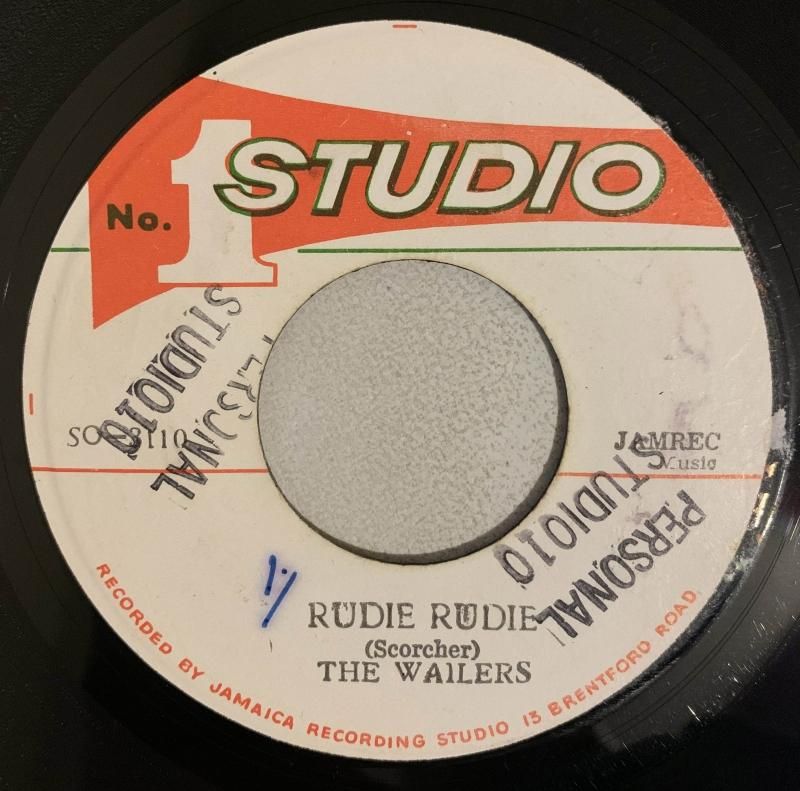 No. 1 STUDIO
PERSONAL
STUDIO10
JAMREC
Music
PERSONAL
STUDIO10
1/
RUDIE RUDIE
(Scorcher)
THE WAILERS
RECORDED BY JAMAICA RECORDING STUDIO 13 BRENTFORD ROAD